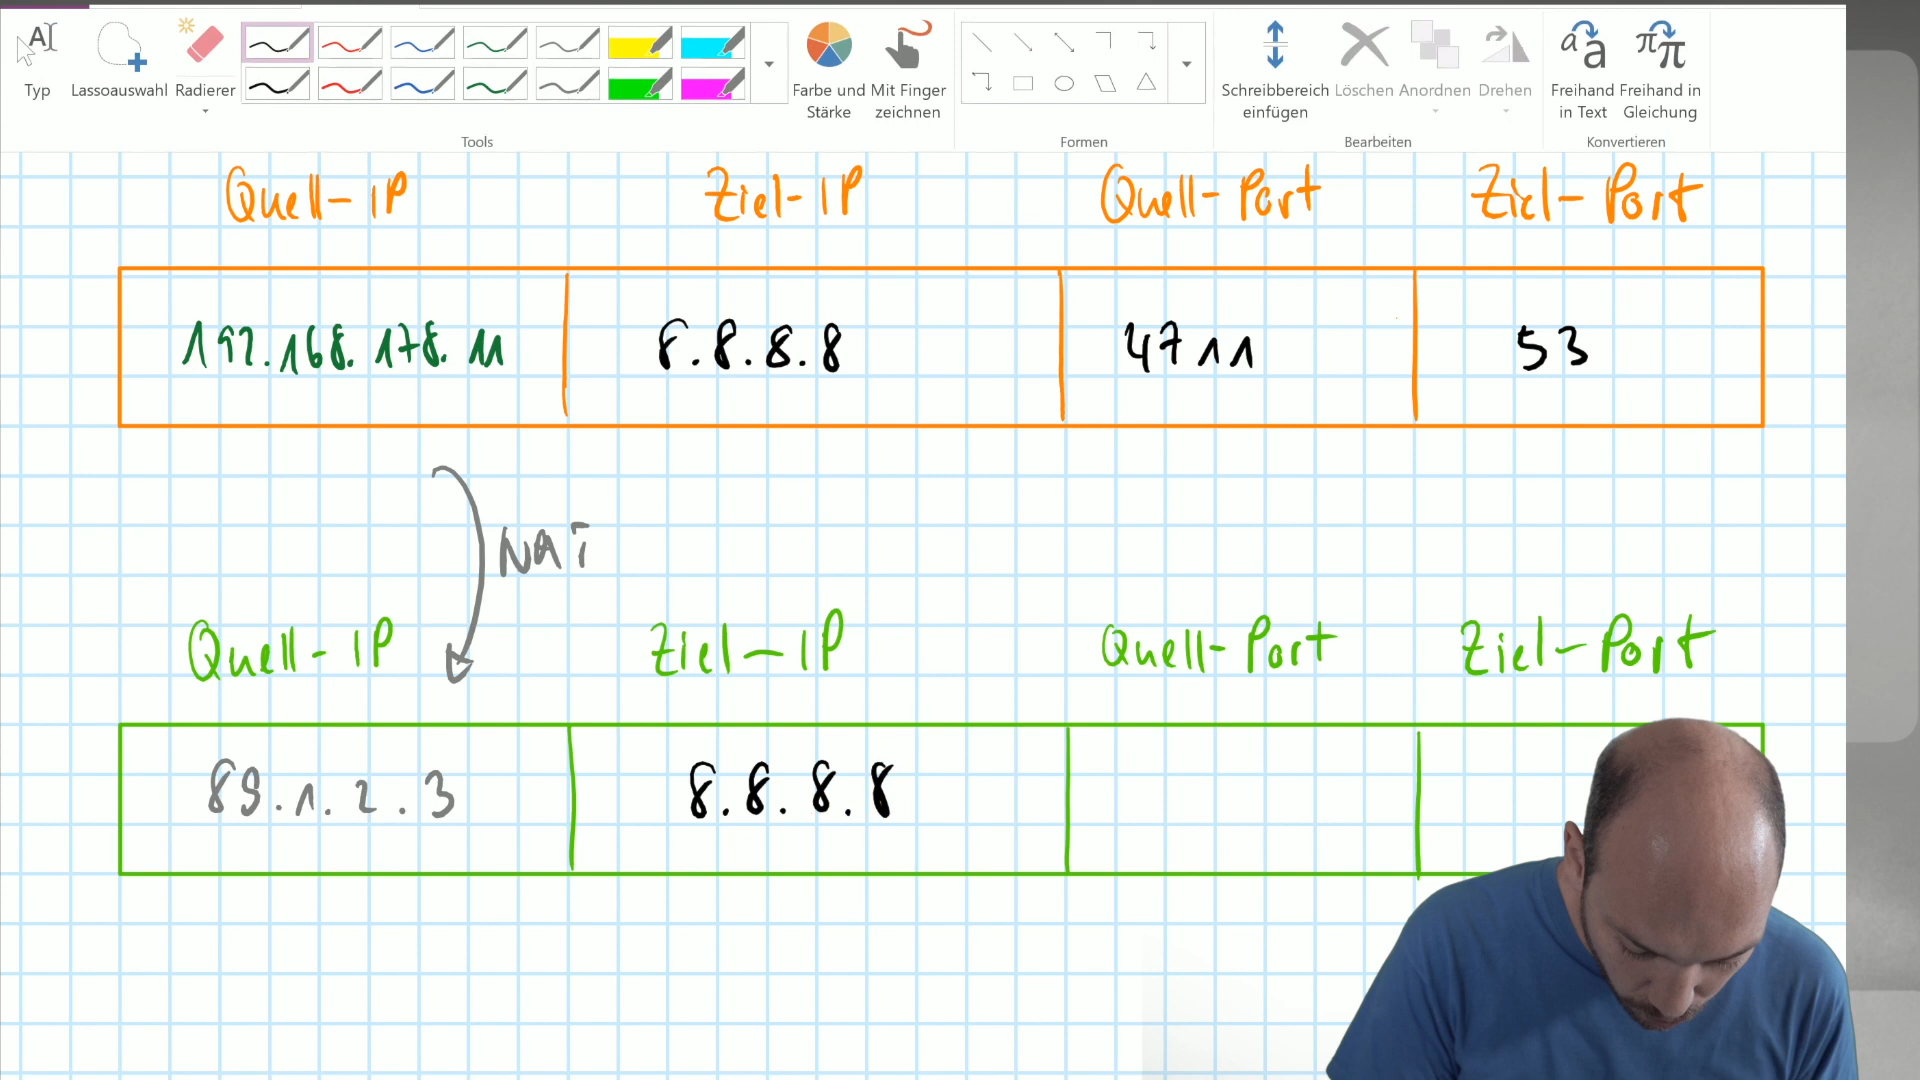 Typ
Lassoauswahl
Radierer
Farbe und Stärke
Mit Finger zeichnen
Schreibbereich einfügen
Löschen
Anordnen
Drehen
Freihand in Text
Freihand in Gleichung
Tools
Formen
Bearbeiten
Konvertieren
Quell-IP Ziel-IP Quell-Port Ziel-Port
192.168.178.11 8.8.8.8 4711 53
NAT
Quell-IP Ziel-IP Quell-Port Ziel-Port
89.1.2.3 8.8.8.8